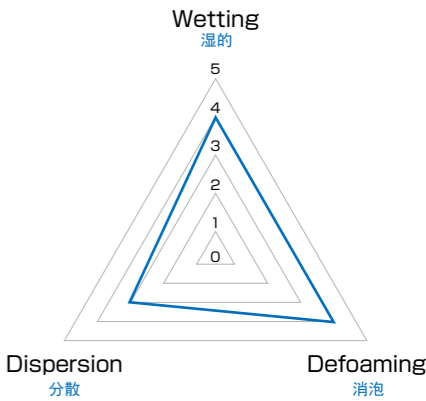 Wetting
湿的
5
4
3
2
1
0
Dispersion
分散
Defoaming
消泡